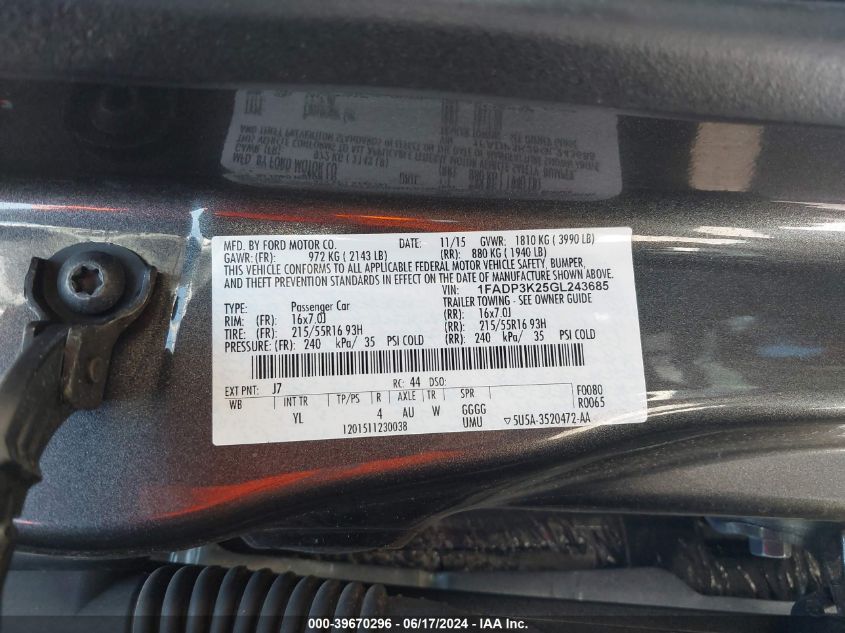 MFD. BY FORD MOTOR CO. DATE: 11/15 GVWR: 1810 KG ( 3990 LB)
GAWR: (FR): 972 KG ( 2143 LB) (RR): 880 KG ( 1940 LB)
THIS VEHICLE CONFORMS TO ALL APPLICABLE FEDERAL MOTOR VEHICLE SAFETY, BUMPER,
AND THEFT PREVENTION STANDARDS IN EFFECT ON THE DATE OF MANUFACTURE SHOWN ABOVE.
VIN: 1FADP3K25GL243685
TYPE: Passenger Car TRAILER TOWING - SEE OWNER GUIDE
RIM: (FR) 16x7.0J (RR): 16x7.0J
TIRE: (FR) 215/55R16 93H (RR): 215/55R16 93H
PRESSURE: (FR): 240 kPa/ 35 PSI COLD (RR): 240 kPa/ 35 PSI COLD
EXT PNT: J7 RC: 44 DSO: F0080
WB INT TR TP/PS R AXLE TR SPR R0065
YL 4 AU W GGGG
1201511230038 UMU ▽ 5U5A-3520472-AA
000-39670296 - 06/17/2024 - IAA, Inc.